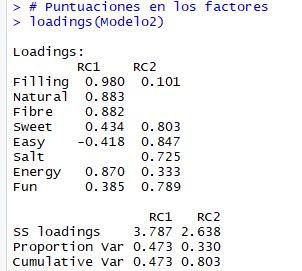 > # Puntuaciones en los factores
> loadings(Modelo2)
Loadings:
        RC1    RC2
Filling  0.980  0.101
Natural  0.883
Fibre    0.882
Sweet    0.434  0.803
Easy    -0.418  0.847
Salt            0.725
Energy   0.870  0.333
Fun      0.385  0.789
                 RC1   RC2
SS loadings    3.787 2.638
Proportion Var 0.473 0.330
Cumulative Var 0.473 0.803